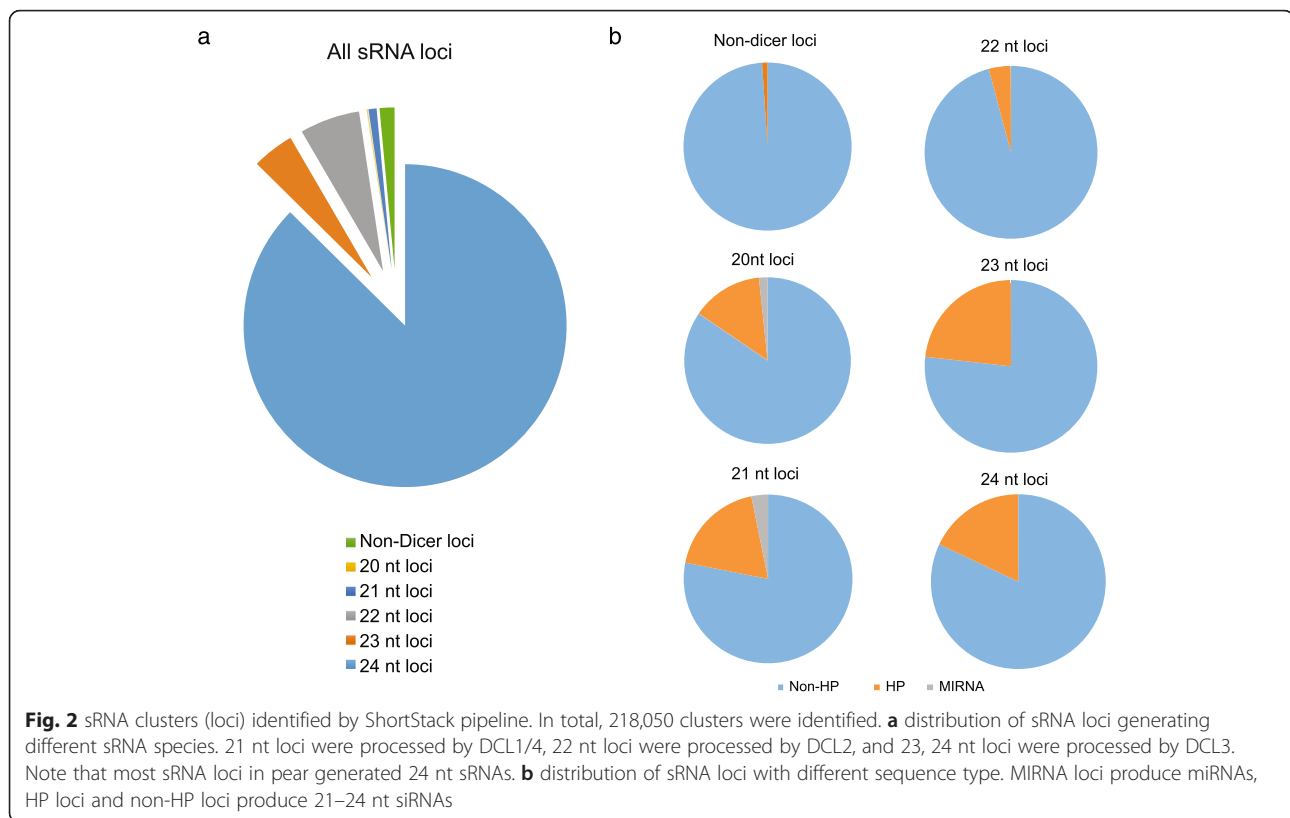 a
All sRNA loci
Non-Dicer loci
20 nt loci
21 nt loci
22 nt loci
23 nt loci
24 nt loci
b
Non-dicer loci
22 nt loci
20nt loci
23 nt loci
21 nt loci
24 nt loci
Non-HP HP MIRNA
Fig. 2 sRNA clusters (loci) identified by ShortStack pipeline. In total, 218,050 clusters were identified. a distribution of sRNA loci generating
different sRNA species. 21 nt loci were processed by DCL1/4, 22 nt loci were processed by DCL2, and 23, 24 nt loci were processed by DCL3.
Note that most sRNA loci in pear generated 24 nt sRNAs. b distribution of sRNA loci with different sequence type. MIRNA loci produce miRNAs,
HP loci and non-HP loci produce 21–24 nt siRNAs